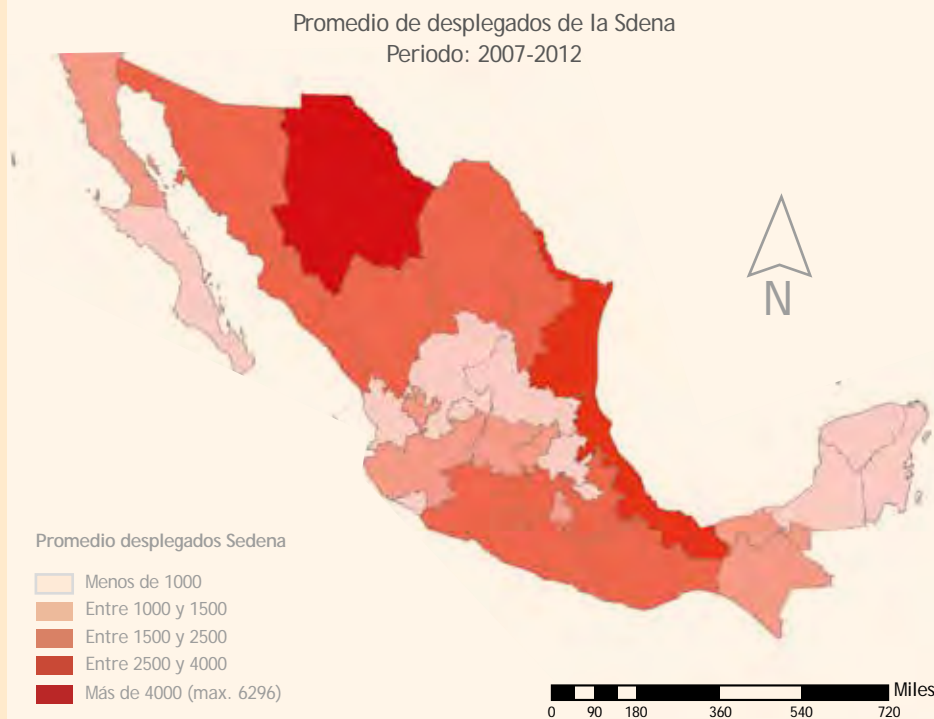 Promedio de desplegados de la Sdena
Periodo: 2007-2012
N
Promedio desplegados Sedena
Menos de 1000
Entre 1000 y 1500
Entre 1500 y 2500
Entre 2500 y 4000
Más de 4000 (max. 6296)
Miles
0 90 180 360 540 720